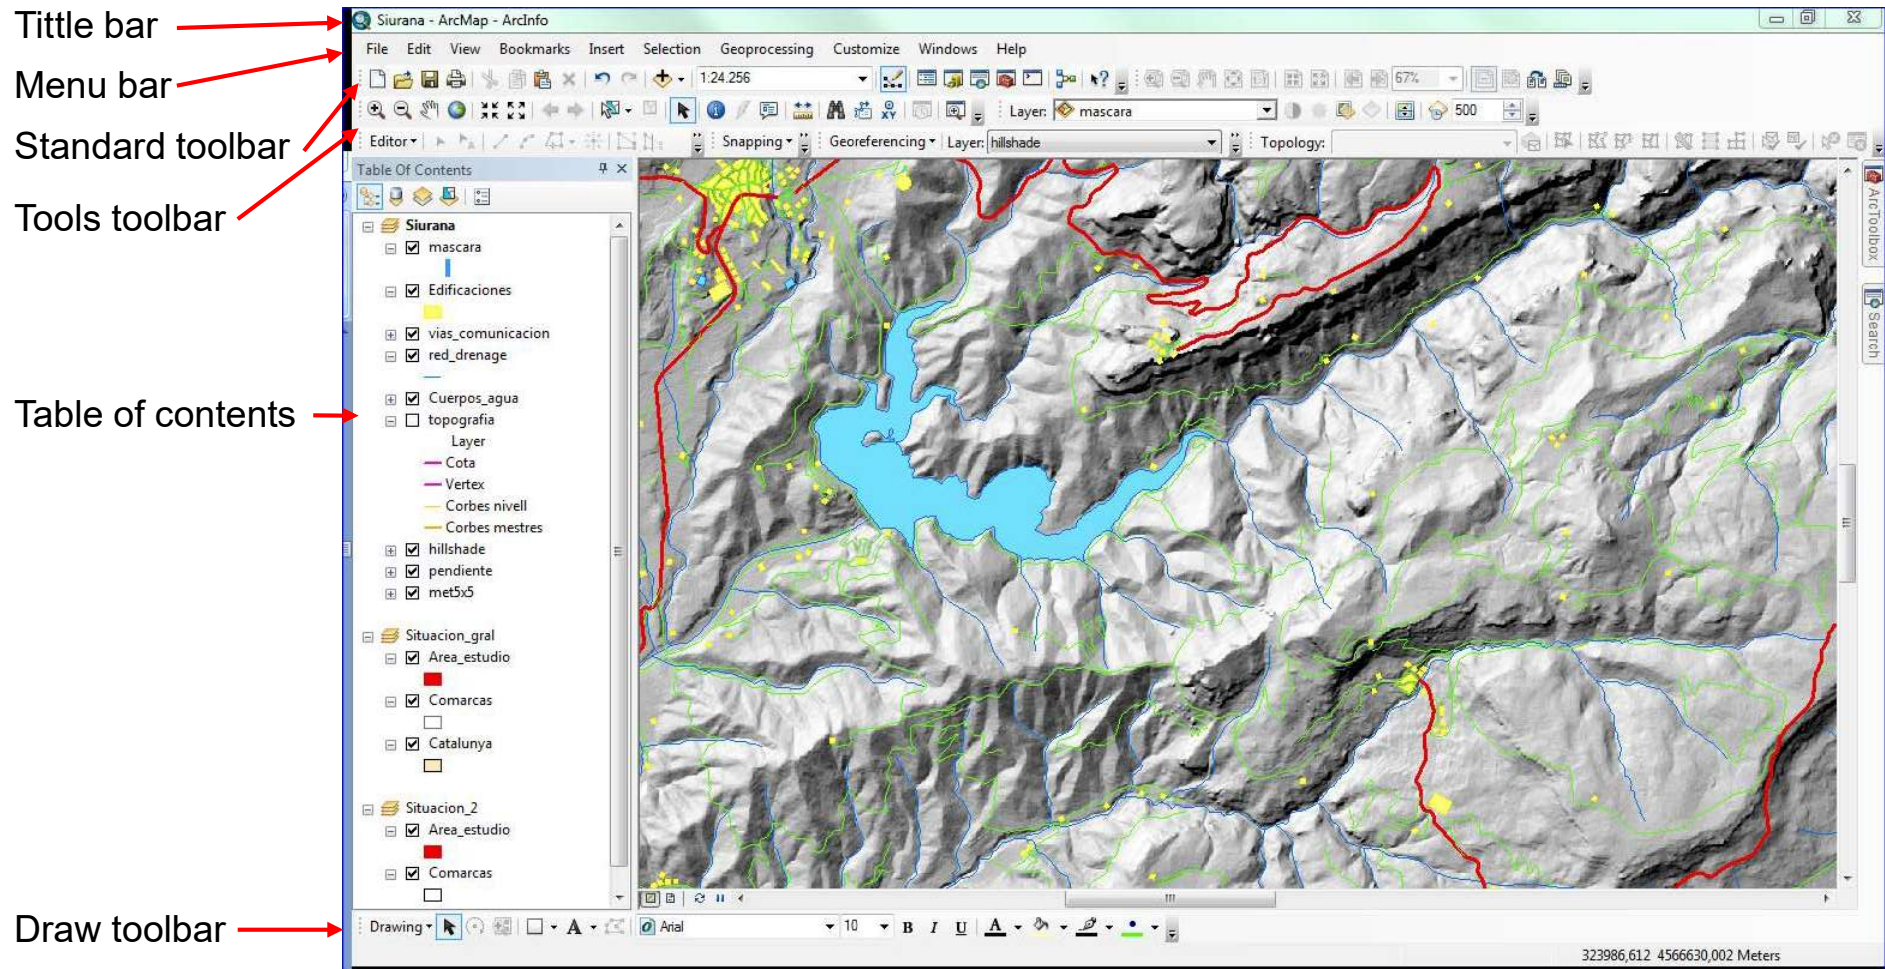 Tittle bar
Menu bar
Standard toolbar
Tools toolbar
Table of contents
Draw toolbar
Siurana - ArcMap - ArcInfo
File Edit View Bookmarks Insert Selection Geoprocessing Customize Windows Help
1:24.256
67%
Layer: mascara
500
Editor
Snapping
Georeferencing
Layer: hillshade
Topology:
Table Of Contents
Siurana
mascara
Edificaciones
vias_comunicacion
red_drenage
Cuerpos_agua
topografia
Layer
Cota
Vertex
Corbes nivell
Corbes mestres
hillshade
pendiente
met5x5
Situacion_gral
Area_estudio
Comarcas
Catalunya
Situacion_2
Area_estudio
Comarcas
ArcToolbox
Search
Drawing
A
Arial
10
B I U A
323986,612 4566630,002 Meters